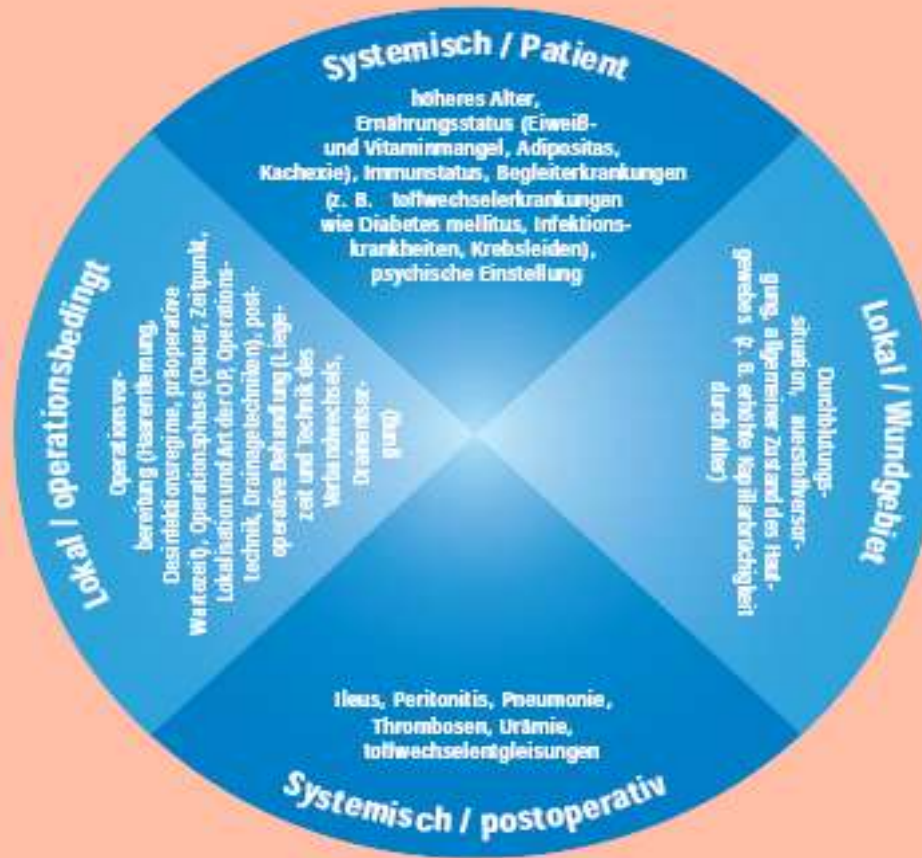 Systemisch / Patient
höheres Alter,
Ernährungsstatus (Eiweiß-
und Vitaminmangel, Adipositas,
Kachexie), Immunstatus, Begleiterkrankungen
(z. B. toffwechselerkrankungen
wie Diabetes mellitus, Infektions-
krankheiten, Krebsleiden),
psychische Einstellung
Lokal / Wundgebiet
Durchblutungs-
situation, auerstoffversor-
gung, allgemeiner Zustand des Haut-
gewebes (z. B. erhöhte Kapillarbrüchigkeit
durch Alter)
Systemisch / postoperativ
Ileus, Peritonitis, Pneumonie,
Thrombosen, Urämie,
toffwechselentgleisungen
Lokal / operationsbedingt
Operationsvor-
bereitung (Haarentfernung,
Desinfektionsregime, präoperative
Wartezeit), Operationsphase (Dauer, Zeitpunkt,
Lokalisation und Art der OP, Operations-
technik, Drainagetechniken), post-
operative Behandlung (Liege-
zeit und Technik des
Verbandwechsels,
Drainentsor-
gung)